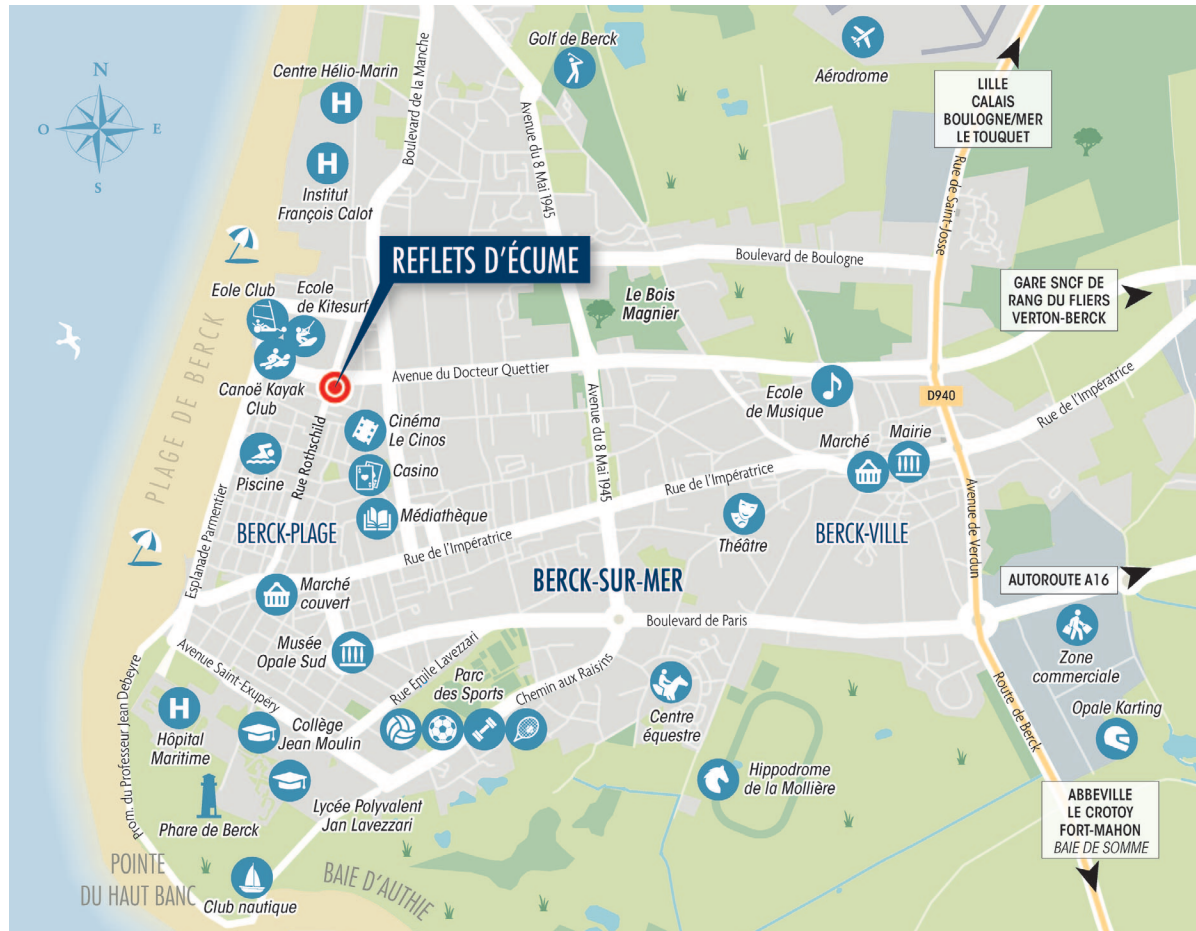 N
O
E
S
Centre Hélio-Marin
Boulevard de la Manche
Golf de Berck
Aérodrome
LILLE
CALAIS
BOULOGNE/MER
LE TOUQUET
Avenue du 8 Mai 1945
Institut
François Calot
Rue de Saint-Josse
REFLETS D'ÉCUME
Boulevard de Boulogne
Eole Club
Ecole
de Kitesurf
Le Bois
Magnier
GARE SNCF DE
RANG DU FLIERS
VERTON-BERCK
Canoë Kayak
Club
Avenue du Docteur Quettier
Ecole
de Musique
D940
Rue de l'Impératrice
PLAGE DE BERCK
Cinéma
Le Cinos
Rue Rothschild
Avenue du 8 Mai 1945
Marché
Mairie
Piscine
Casino
Rue de l'Impératrice
Médiathèque
Esplanade Parmentier
BERCK-PLAGE
Rue de l'Impératrice
Théâtre
BERCK-VILLE
Avenue de Verdun
BERCK-SUR-MER
AUTOROUTE A16
Marché
couvert
Musée
Opale Sud
Boulevard de Paris
Zone
commerciale
Avenue Saint-Exupéry
Rue Emile Lavezzari
Parc
des Sports
Chemin aux Raisins
Centre
équestre
Route de Berck
Opale Karting
Prom. du Professeur Jean Debeyre
Hôpital
Maritime
Collège
Jean Moulin
Hippodrome
de la Mollière
Phare de Berck
Lycée Polyvalent
Jan Lavezzari
ABBEVILLE
LE CROTOY
FORT-MAHON
BAIE DE SOMME
POINTE
DU HAUT BANC
Club nautique
BAIE D'AUTHIE
H
H
H